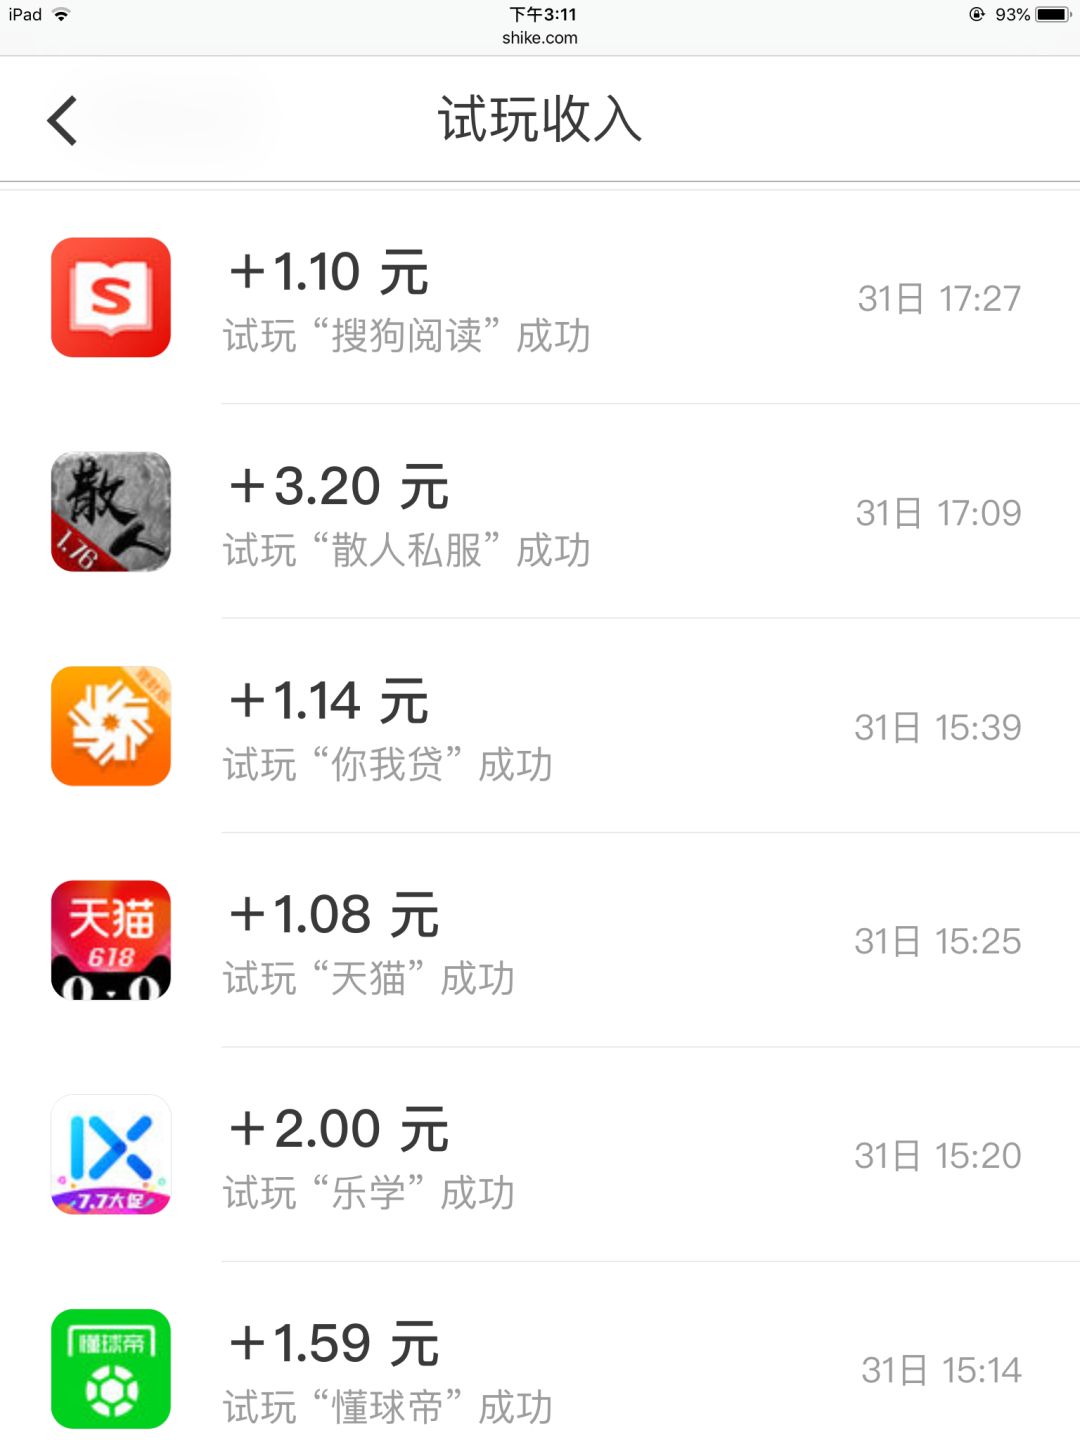 iPad 下午3:11 93%
shike.com
试玩收入
+1.10 元
试玩“搜狗阅读”成功
31日 17:27
散人
1.76
+3.20 元
试玩“散人私服”成功
31日 17:09
+1.14 元
试玩“你我贷”成功
31日 15:39
天猫
618
+1.08 元
试玩“天猫”成功
31日 15:25
7.7大促
+2.00 元
试玩“乐学”成功
31日 15:20
懂球帝
+1.59 元
试玩“懂球帝”成功
31日 15:14